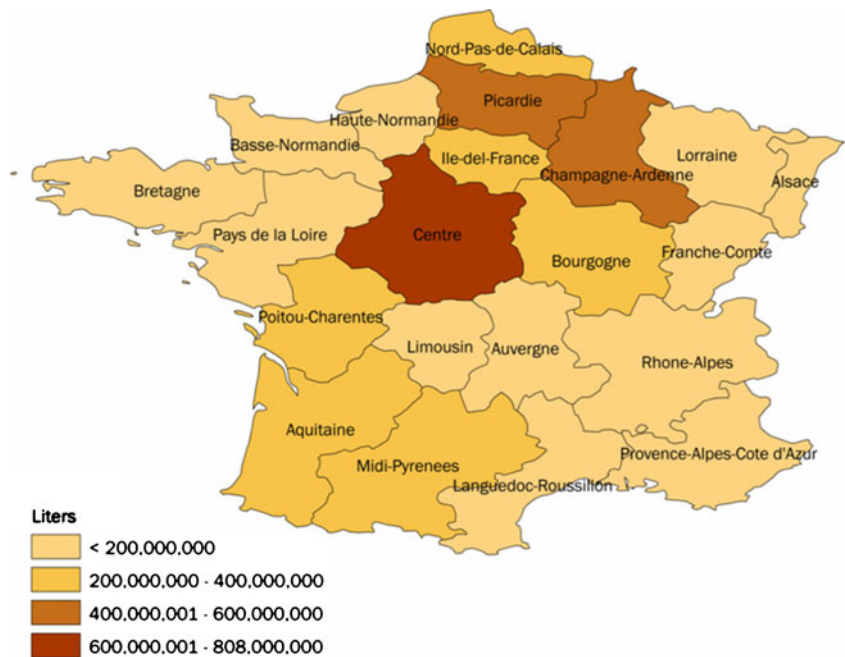 Nord-Pas-de-Calais
Picardie
Haute-Normandie
Basse-Normandie
Ile-del-France
Lorraine
Champagne-Ardenne
Alsace
Bretagne
Pays de la Loire
Centre
Bourgogne
Franche-Comte
Poitou-Charentes
Limousin
Auvergne
Rhone-Alpes
Aquitaine
Midi-Pyrenees
Provence-Alpes-Cote d'Azur
Languedoc-Roussillon
Liters
< 200,000,000
200,000,000 - 400,000,000
400,000,001 - 600,000,000
600,000,001 - 808,000,000